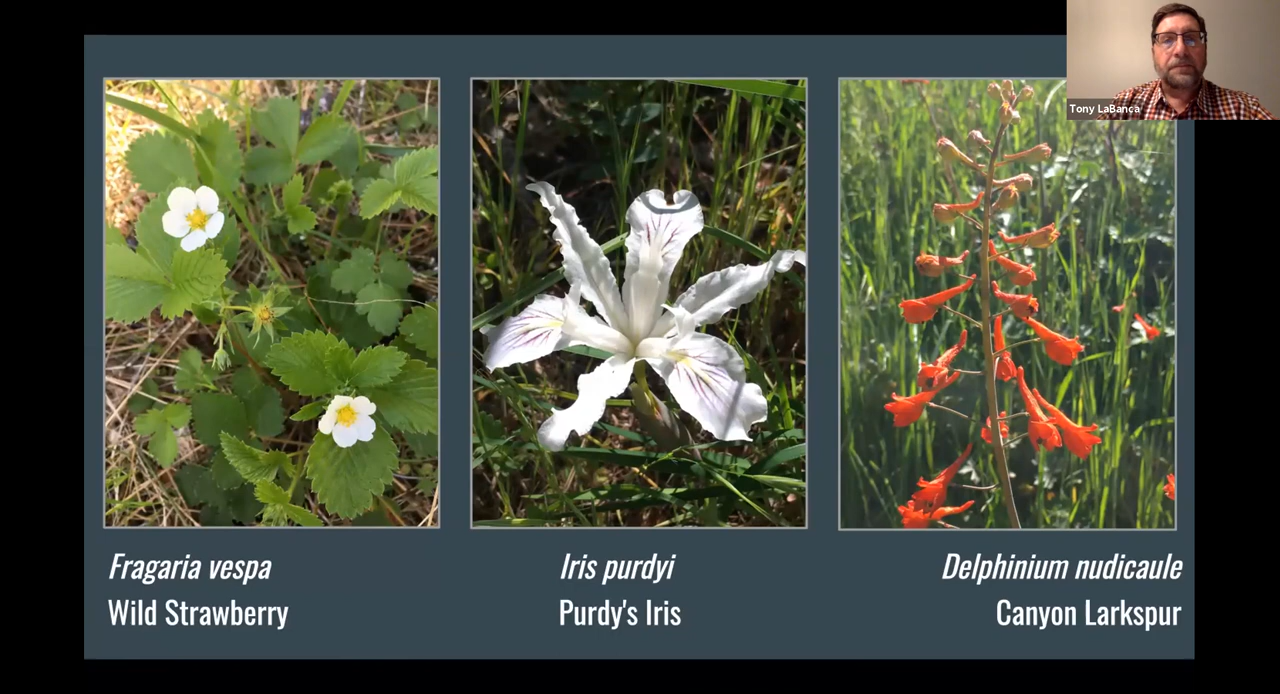 Tony LaBanca
Fragaria vespa
Wild Strawberry
Iris purdyi
Purdy's Iris
Delphinium nudicaule
Canyon Larkspur